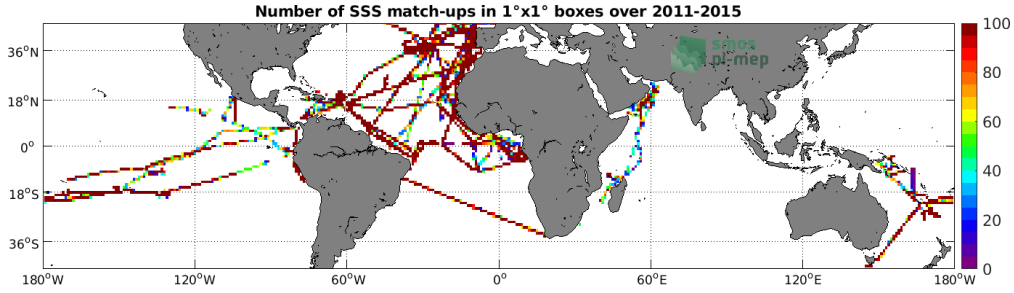 Number of SSS match-ups in 1°x1° boxes over 2011-2015
smos
pi-mep
36°N
18°N
0°
18°S
36°S
180°W
120°W
60°W
0°
60°E
120°E
180°W
100
80
60
40
20
0